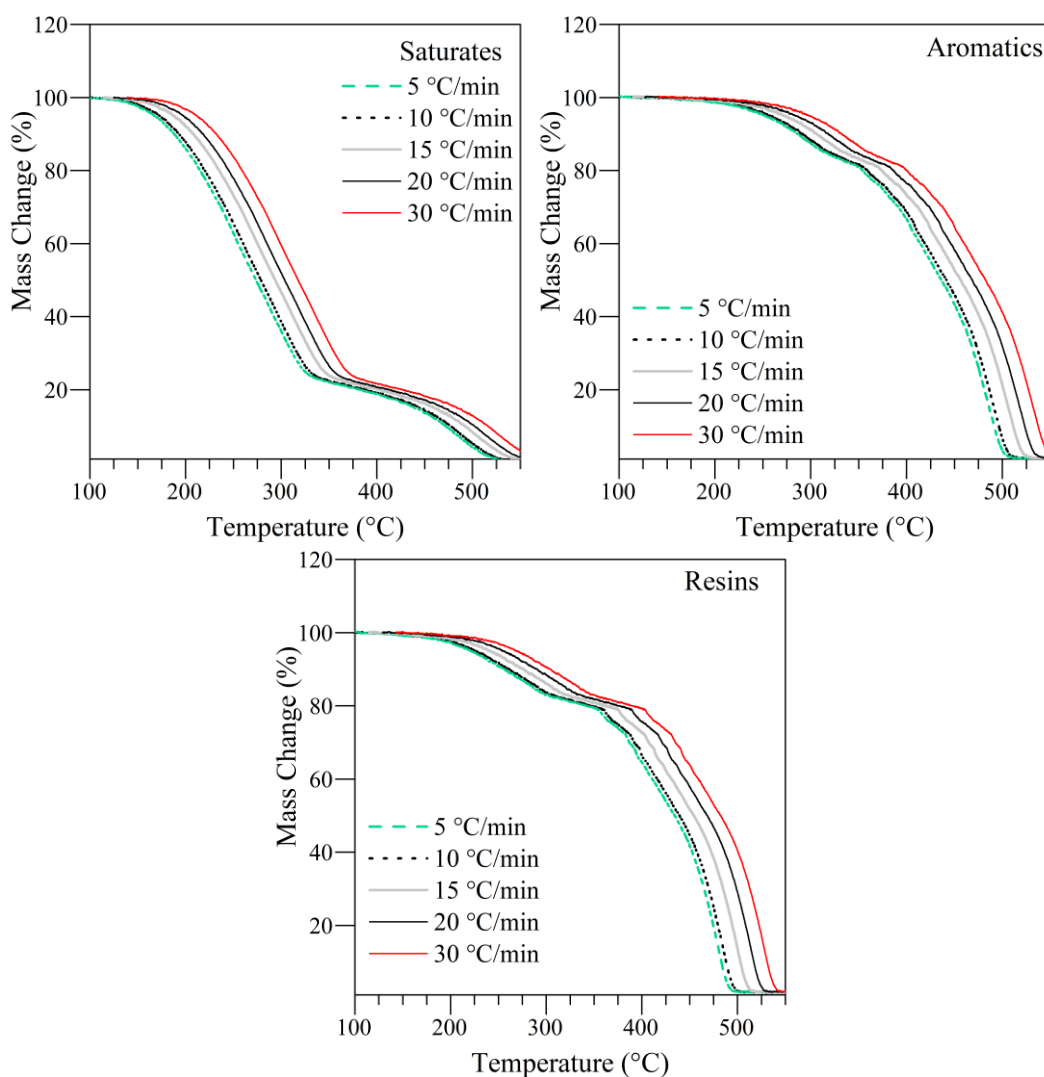 Saturates
5 °C/min
10 °C/min
15 °C/min
20 °C/min
30 °C/min
120
100
80
60
40
20
Mass Change (%)
100 200 300 400 500
Temperature (°C)
Aromatics
5 °C/min
10 °C/min
15 °C/min
20 °C/min
30 °C/min
120
100
80
60
40
20
Mass Change (%)
100 200 300 400 500
Temperature (°C)
Resins
5 °C/min
10 °C/min
15 °C/min
20 °C/min
30 °C/min
120
100
80
60
40
20
Mass Change (%)
100 200 300 400 500
Temperature (°C)